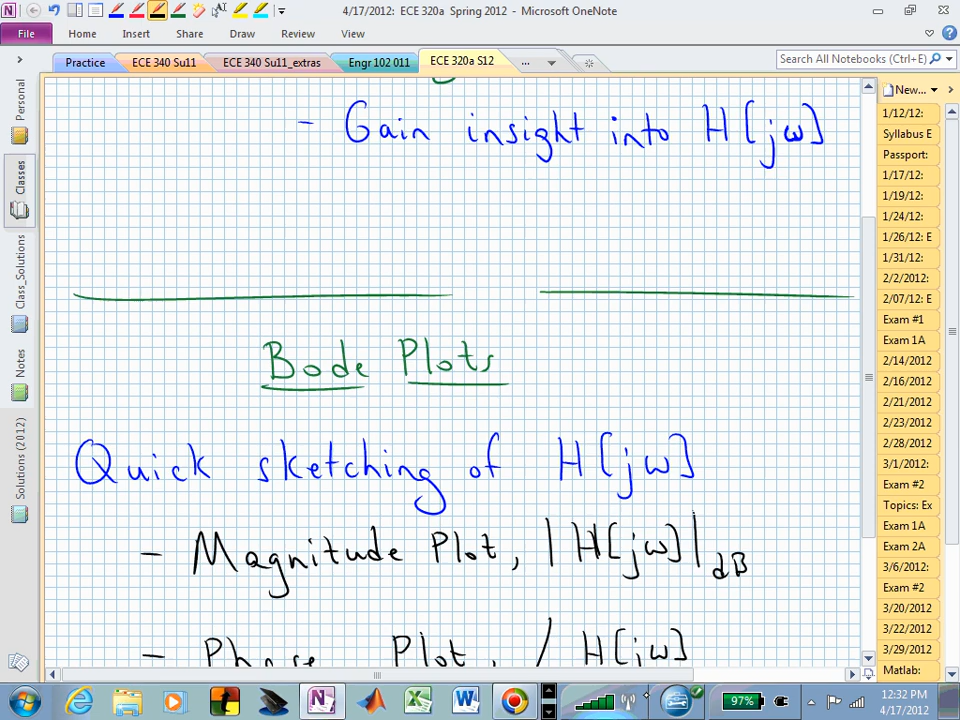 4/17/2012: ECE 320a Spring 2012 - Microsoft OneNote
File Home Insert Share Draw Review View
Practice ECE 340 Su11 ECE 340 Su11_extras Engr 102 011 ECE 320a S12 ... Search All Notebooks (Ctrl+E)
Personal
Classes
Class_Solutions
Notes
Solutions (2012)
- Gain insight into H[jω]
Bode Plots
Quick sketching of H[jω]
- Magnitude Plot, |H[jω]|dB
- Phase Plot, / H[jω]
New...
1/12/12:
Syllabus E
Passport:
1/17/12:
1/19/12:
1/24/12:
1/26/12: E
1/31/12:
2/2/2012:
2/07/12: E
Exam #1
Exam 1A
2/14/2012
2/16/2012
2/21/2012
2/23/2012
2/28/2012
3/1/2012:
Exam #2
Topics: Ex
Exam 1A
Exam 2A
3/6/2012:
Exam #2
3/20/2012
3/22/2012
3/29/2012
Matlab:
97%
12:32 PM
4/17/2012